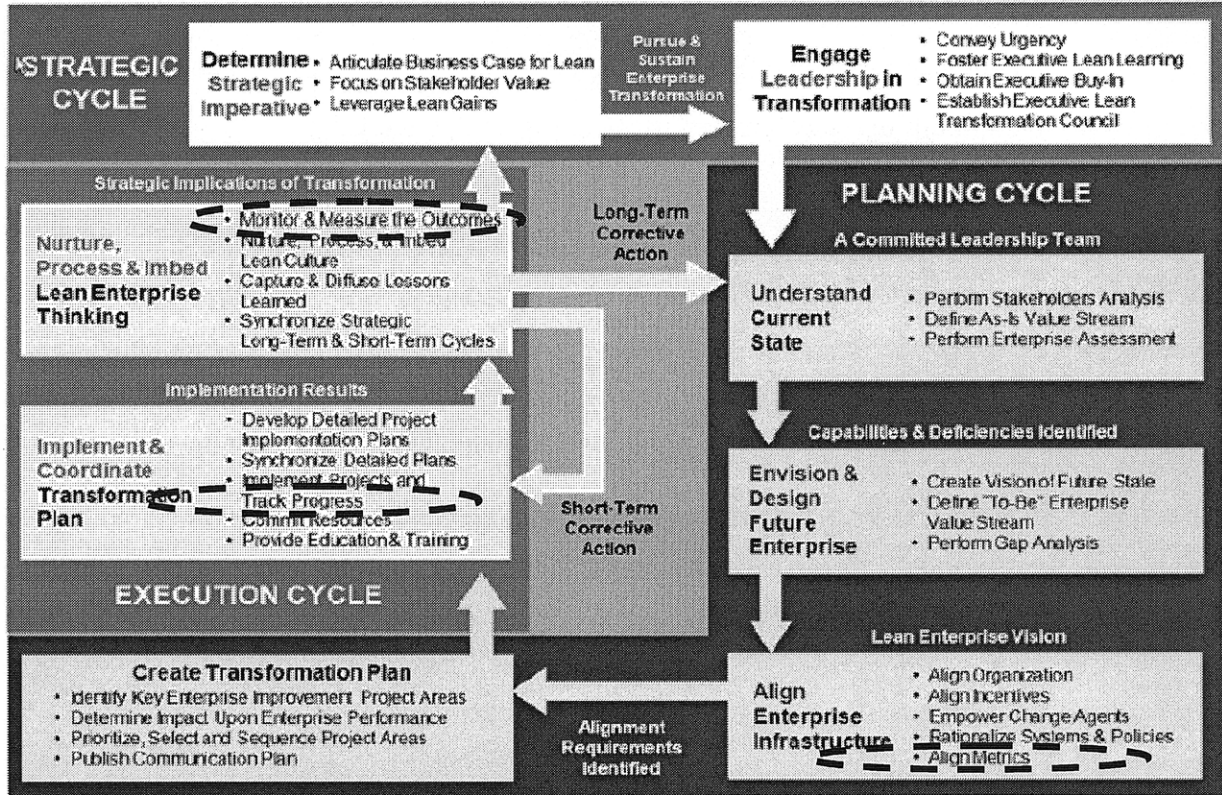 STRATEGIC
CYCLE
Determine
Strategic
Imperative
• Articulate Business Case for Lean
• Focus on Stakeholder Value
• Leverage Lean Gains
Pursue &
Sustain
Enterprise
Transformation
Engage
Leadership in
Transformation
• Convey Urgency
• Foster Executive Lean Learning
• Obtain Executive Buy-In
• Establish Executive Lean
Transformation Council
Strategic Implications of Transformation
Nurture,
Process & Imbed
Lean Enterprise
Thinking
• Monitor & Measure the Outcomes
• Nurture, Process, & Imbed
Lean Culture
• Capture & Diffuse Lessons
Learned
• Synchronize Strategic
Long-Term & Short-Term Cycles
Long-Term
Corrective
Action
PLANNING CYCLE
A Committed Leadership Team
Understand
Current
State
• Perform Stakeholders Analysis
• Define As-Is Value Stream
• Perform Enterprise Assessment
Implementation Results
Implement &
Coordinate
Transformation
Plan
• Develop Detailed Project
Implementation Plans
• Synchronize Detailed Plans
• Implement Projects and
Track Progress
• Commit Resources
• Provide Education & Training
Short-Term
Corrective
Action
Capabilities & Deficiencies Identified
Envision &
Design
Future
Enterprise
• Create Vision of Future State
• Define "To-Be" Enterprise
Value Stream
• Perform Gap Analysis
EXECUTION CYCLE
Lean Enterprise Vision
Create Transformation Plan
• Identify Key Enterprise Improvement Project Areas
• Determine Impact Upon Enterprise Performance
• Prioritize, Select and Sequence Project Areas
• Publish Communication Plan
Alignment
Requirements
Identified
Align
Enterprise
Infrastructure
• Align Organization
• Align Incentives
• Empower Change Agents
• Rationalize Systems & Policies
• Align Metrics